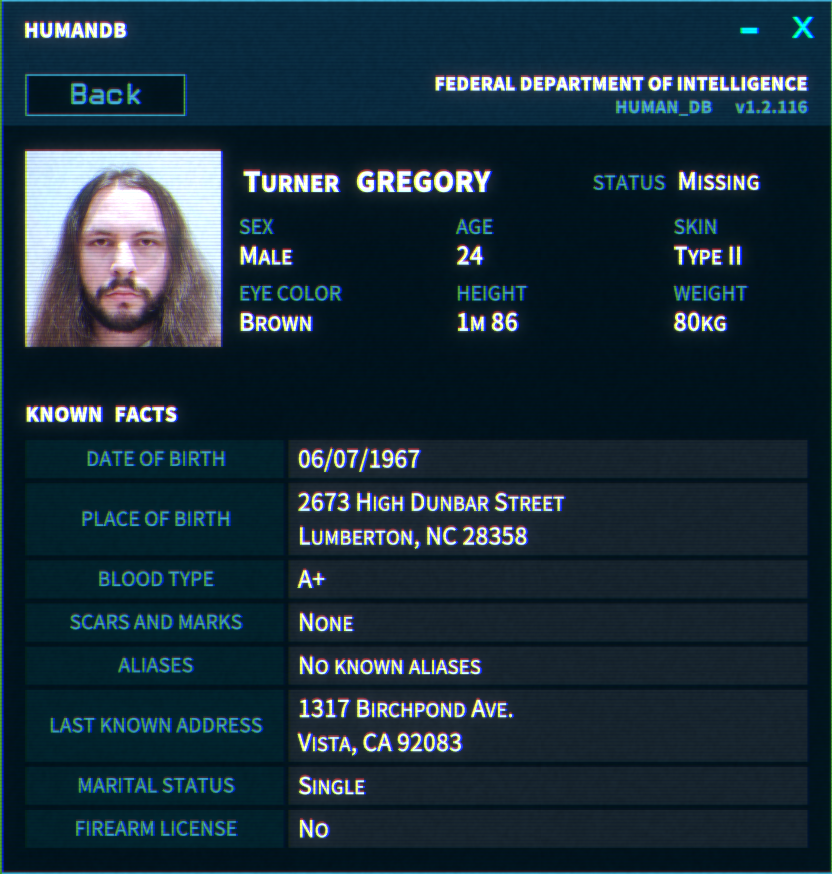 HUMANDB
– X
Back
FEDERAL DEPARTMENT OF INTELLIGENCE
HUMAN_DB v1.2.116
Turner GREGORY
STATUS Missing
SEX AGE SKIN
Male 24 Type II
EYE COLOR HEIGHT WEIGHT
Brown 1m 86 80kg
KNOWN FACTS
DATE OF BIRTH 06/07/1967
PLACE OF BIRTH 2673 High Dunbar Street
Lumberton, NC 28358
BLOOD TYPE A+
SCARS AND MARKS None
ALIASES No known aliases
LAST KNOWN ADDRESS 1317 Birchpond Ave.
Vista, CA 92083
MARITAL STATUS Single
FIREARM LICENSE No